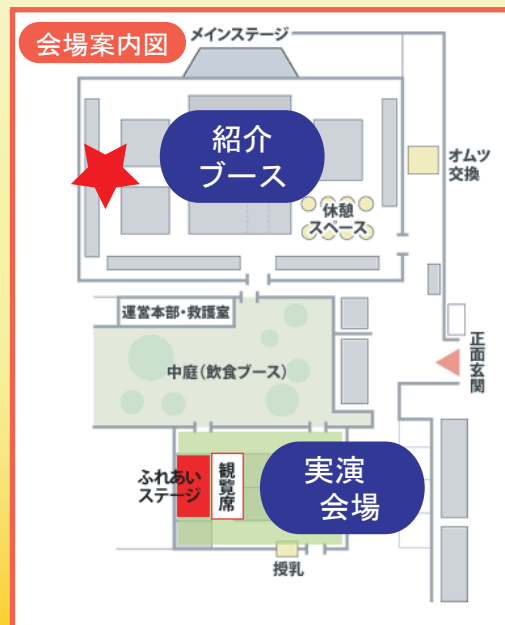 会場案内図
メインステージ
紹介
ブース
オムツ
交換
休憩
スペース
運営本部・救護室
正面玄関
中庭(飲食ブース)
ふれあい
ステージ
観覧席
実演
会場
授乳